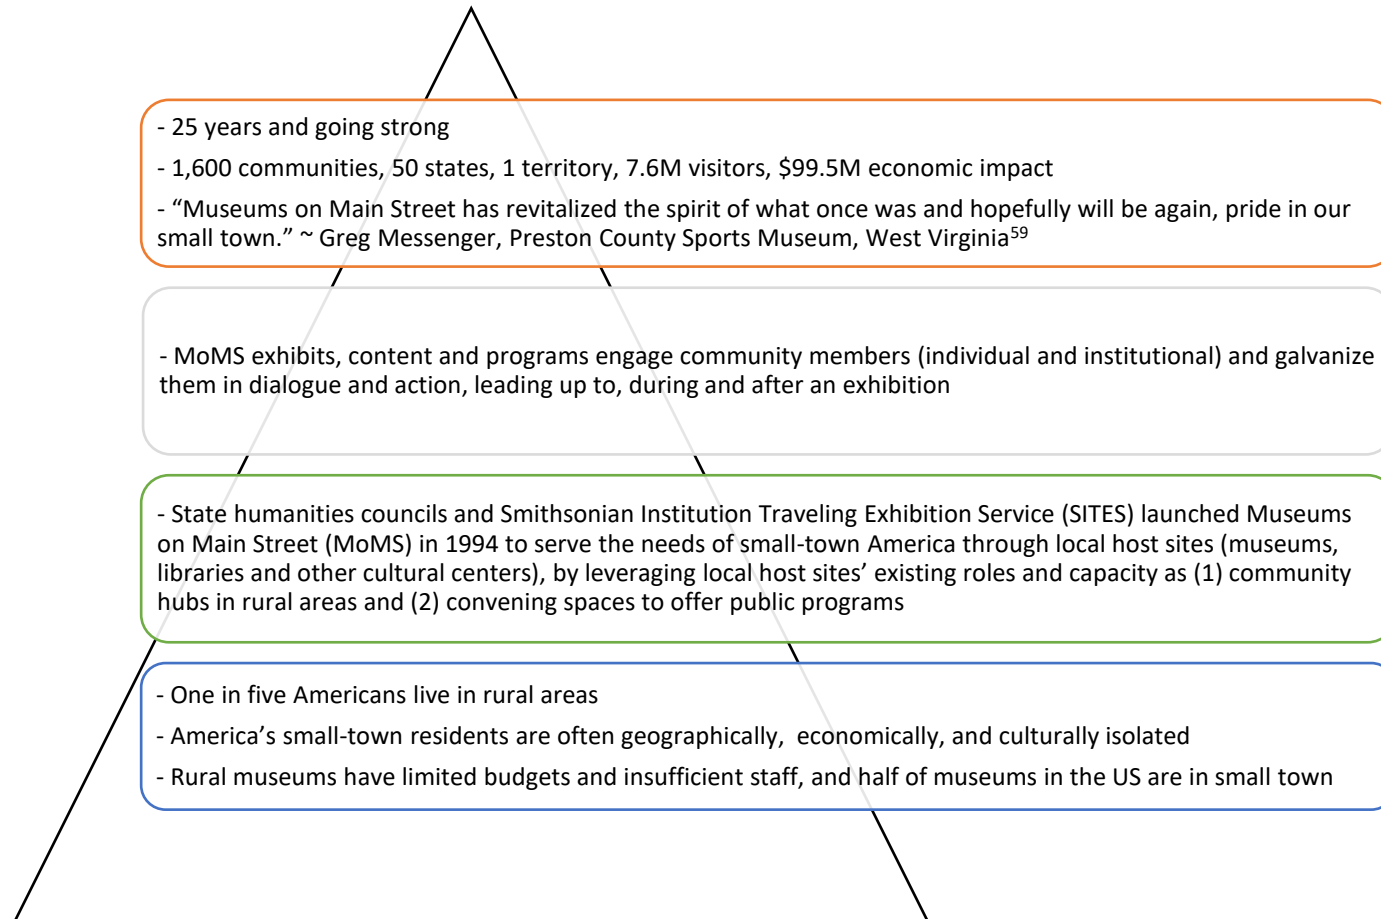 - 25 years and going strong
- 1,600 communities, 50 states, 1 territory, 7.6M visitors, $99.5M economic impact
- “Museums on Main Street has revitalized the spirit of what once was and hopefully will be again, pride in our
small town.” ~ Greg Messenger, Preston County Sports Museum, West Virginia59
- MoMS exhibits, content and programs engage community members (individual and institutional) and galvanize
them in dialogue and action, leading up to, during and after an exhibition
- State humanities councils and Smithsonian Institution Traveling Exhibition Service (SITES) launched Museums
on Main Street (MoMS) in 1994 to serve the needs of small-town America through local host sites (museums,
libraries and other cultural centers), by leveraging local host sites’ existing roles and capacity as (1) community
hubs in rural areas and (2) convening spaces to offer public programs
- One in five Americans live in rural areas
- America’s small-town residents are often geographically,  economically, and culturally isolated
- Rural museums have limited budgets and insufficient staff, and half of museums in the US are in small town